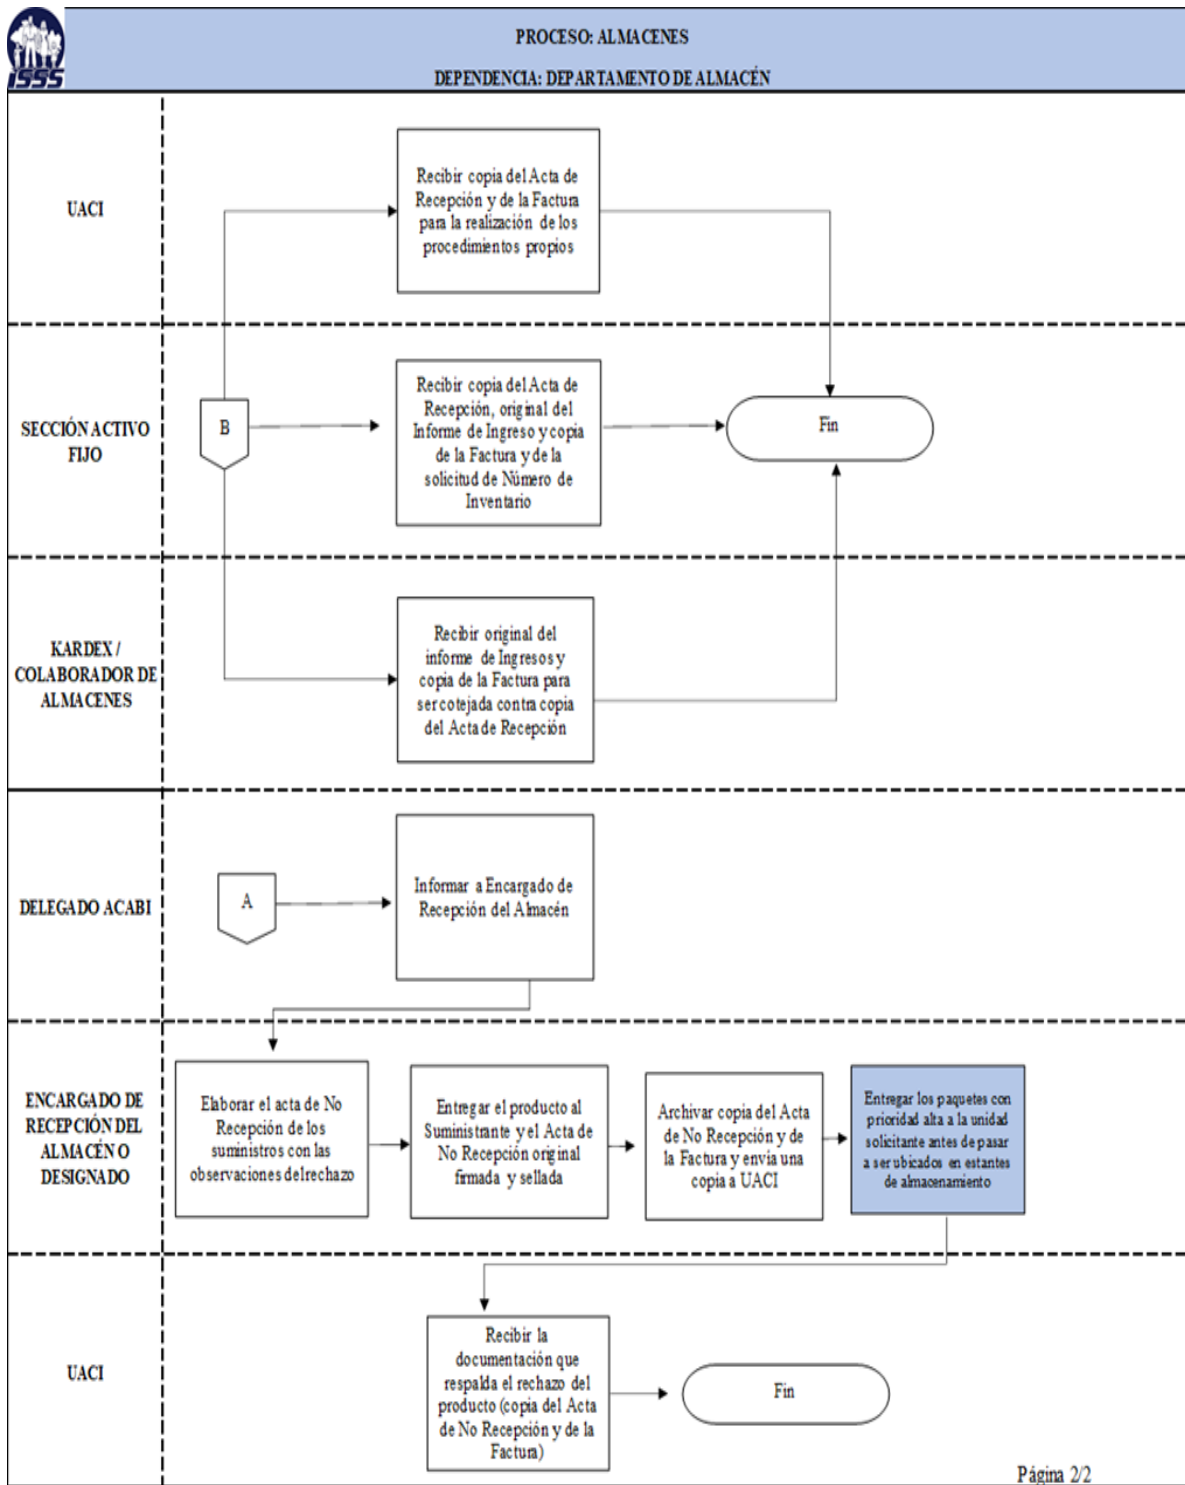 iSSS
PROCESO: ALMACENES
DEPENDENCIA: DEPARTAMENTO DE ALMACÉN
UACI
Recibir copia del Acta de
Recepción y de la Factura
para la realización de los
procedimientos propios
SECCIÓN ACTIVO
FIJO
B
Recibir copia del Acta de
Recepción, original del
Informe de Ingreso y copia
de la Factura y de la
solicitud de Número de
Inventario
Fin
KARDEX /
COLABORADOR DE
ALMACENES
Recibir original del
informe de Ingresos y
copia de la Factura para
ser cotejada contra copia
del Acta de Recepción
DELEGADO ACABI
A
Informar a Encargado de
Recepción del Almacén
ENCARGADO DE
RECEPCIÓN DEL
ALMACÉN O
DESIGNADO
Elaborar el acta de No
Recepción de los
suministros con las
observaciones del rechazo
Entregar el producto al
Suministrante y el Acta de
No Recepción original
firmada y sellada
Archivar copia del Acta
de No Recepción y de
la Factura y envía una
copia a UACI
Entregar los paquetes con
prioridad alta a la unidad
solicitante antes de pasar
a ser ubicados en estantes
de almacenamiento
UACI
Recibir la
documentación que
respalda el rechazo del
producto (copia del Acta
de No Recepción y de la
Factura)
Fin
Página 2/2